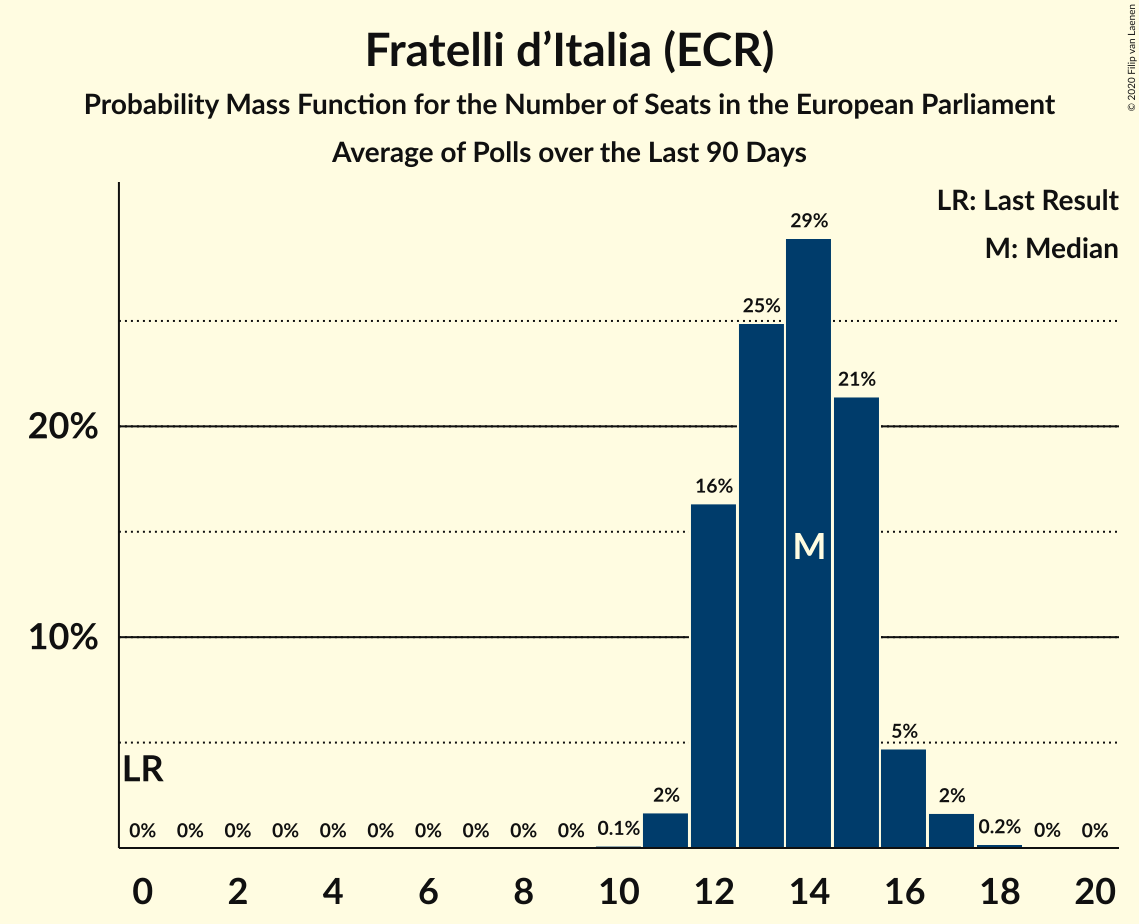 Fratelli d’Italia (ECR)
Probability Mass Function for the Number of Seats in the European Parliament
Average of Polls over the Last 90 Days
© 2020 Filip van Laenen
LR: Last Result
M: Median
29%
25%
21%
20%
16%
M
10%
5%
LR
2%
2%
0% 0% 0% 0% 0% 0% 0% 0% 0% 0% 0.1% 0.2% 0% 0%
0 2 4 6 8 10 12 14 16 18 20